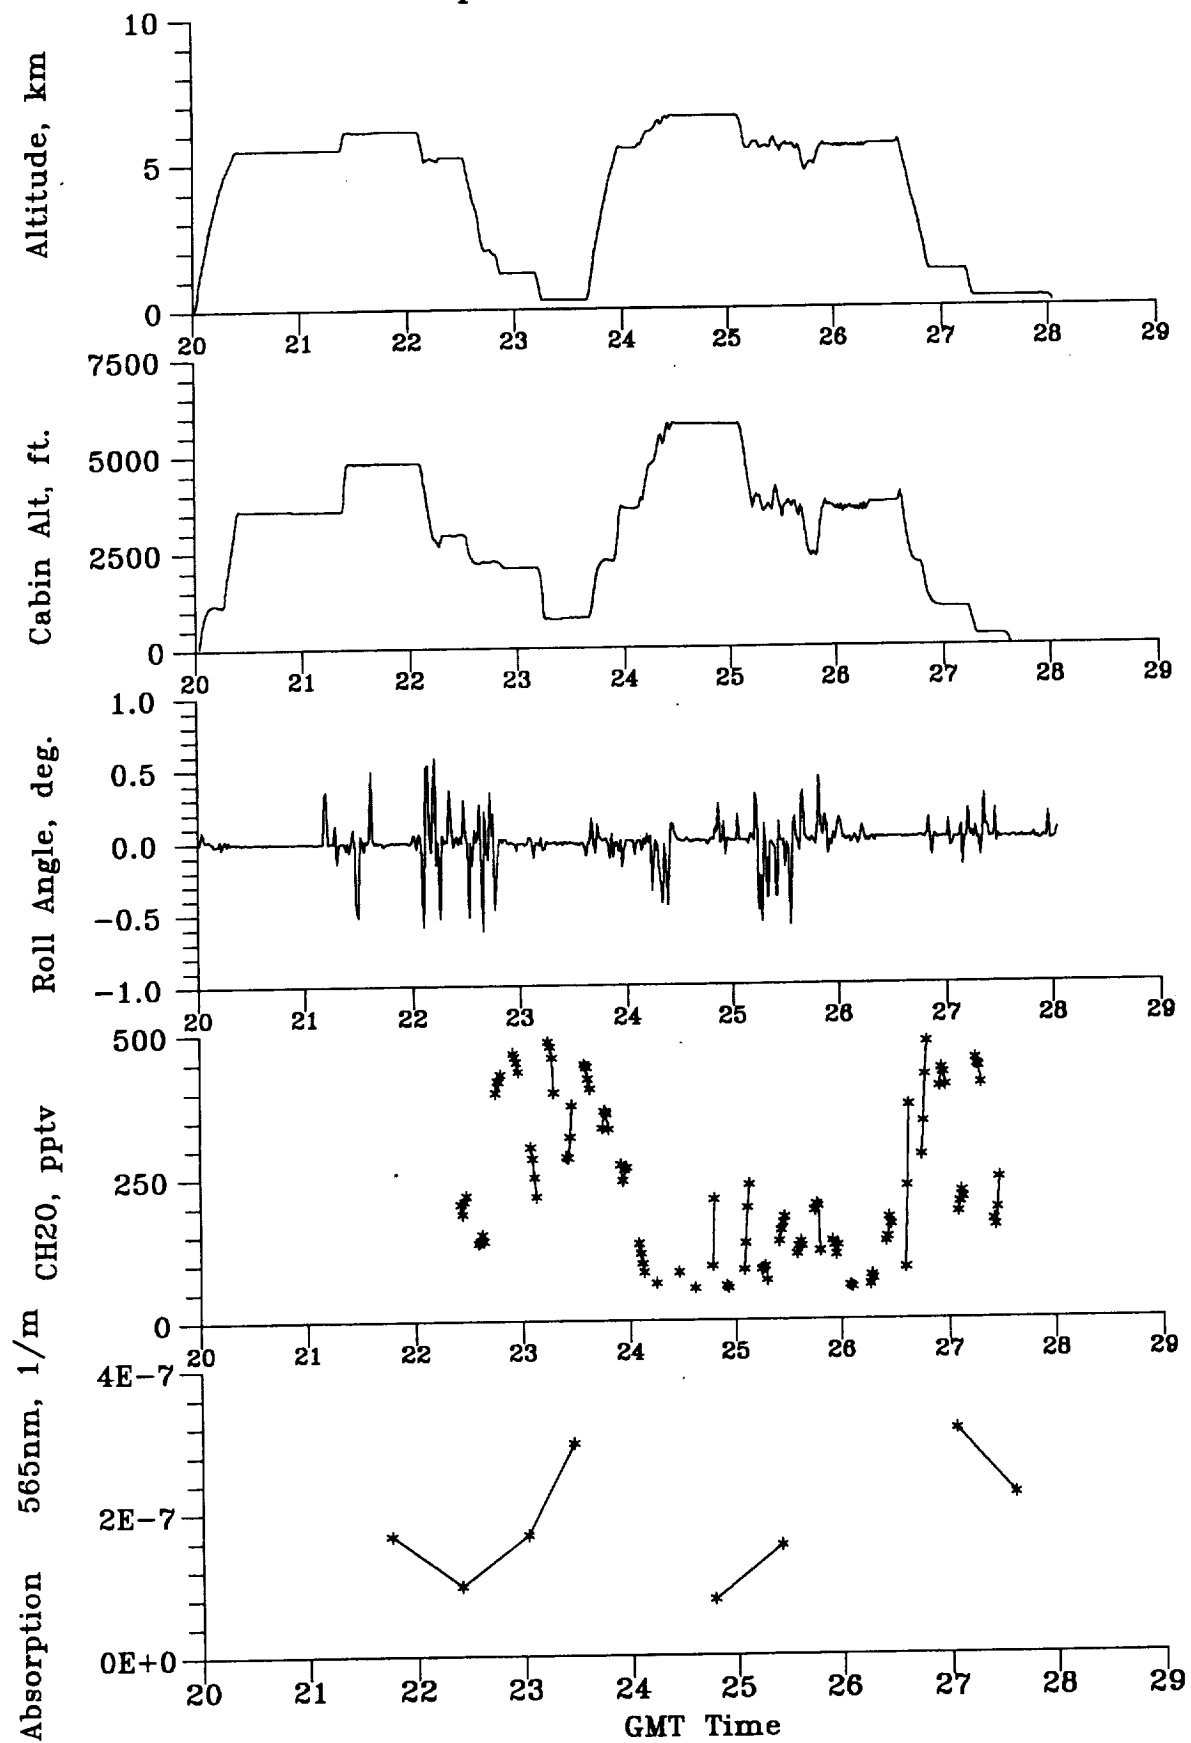 Altitude, km
10
5
0
20 21 22 23 24 25 26 27 28 29
Cabin Alt, ft.
7500
5000
2500
0
20 21 22 23 24 25 26 27 28 29
Roll Angle, deg.
1.0
0.5
0.0
−0.5
−1.0
20 21 22 23 24 25 26 27 28 29
CH2O, pptv
500
250
0
20 21 22 23 24 25 26 27 28 29
Absorption 565nm, 1/m
4E−7
2E−7
0E+0
20 21 22 23 24 25 26 27 28 29
GMT Time